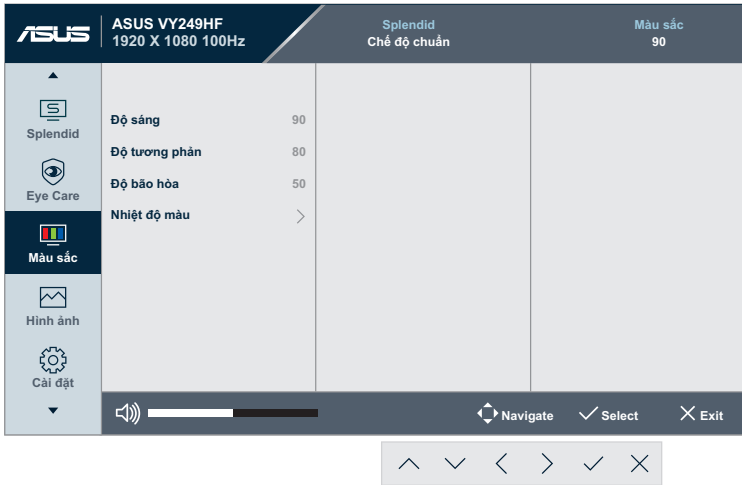 ASUS
ASUS VY249HF
1920 X 1080 100Hz
Splendid
Chế độ chuẩn
Màu sắc
90
Splendid
Eye Care
Màu sắc
Hình ảnh
Cài đặt
Độ sáng 90
Độ tương phản 80
Độ bão hòa 50
Nhiệt độ màu
Navigate Select Exit